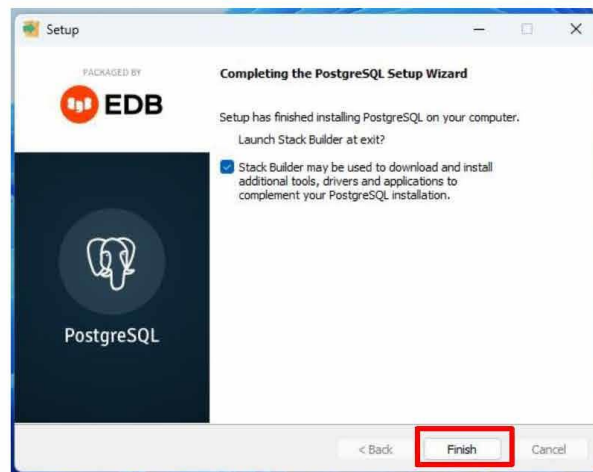 Setup
PACKAGED BY
EDB
Completing the PostgreSQL Setup Wizard
Setup has finished installing PostgreSQL on your computer.
Launch Stack Builder at exit?
Stack Builder may be used to download and install
additional tools, drivers and applications to
complement your PostgreSQL installation.
PostgreSQL
< Back
Finish
Cancel